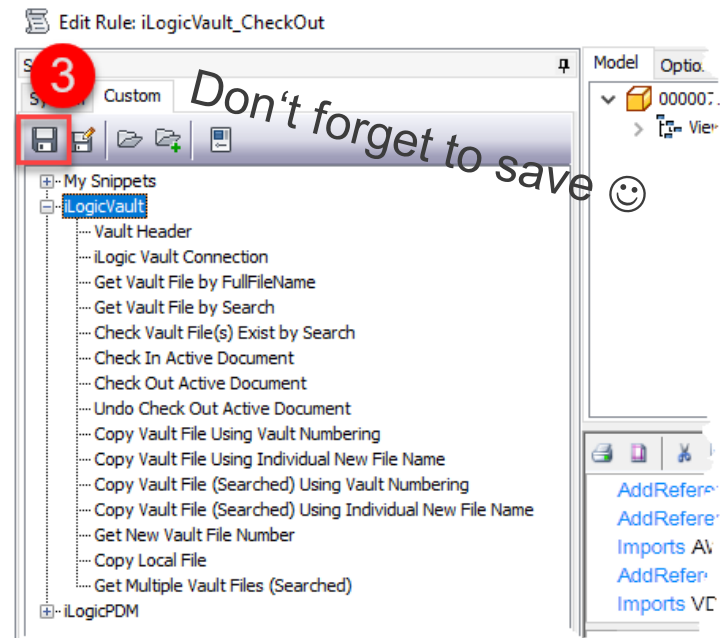 Edit Rule: iLogicVault_CheckOut
3
Custom
Don't forget to save ☺
My Snippets
iLogicVault
Vault Header
iLogic Vault Connection
Get Vault File by FullFileName
Get Vault File by Search
Check Vault File(s) Exist by Search
Check In Active Document
Check Out Active Document
Undo Check Out Active Document
Copy Vault File Using Vault Numbering
Copy Vault File Using Individual New File Name
Copy Vault File (Searched) Using Vault Numbering
Copy Vault File (Searched) Using Individual New File Name
Get New Vault File Number
Copy Local File
Get Multiple Vault Files (Searched)
iLogicPDM
Model
Imports
Imports